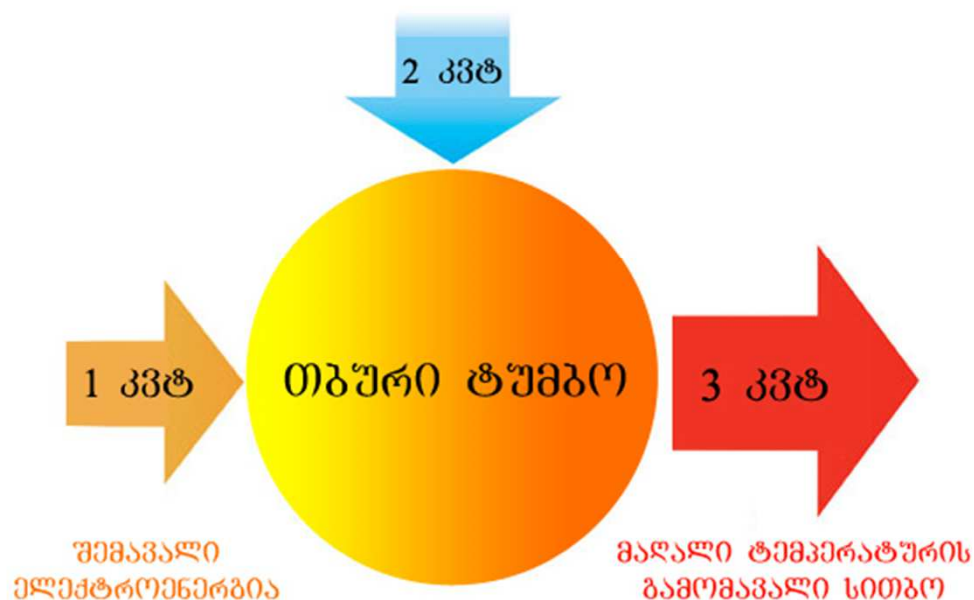 2 კვტ
1 კვტ
თბური ტუმბო
3 კვტ
შემავალი
ელექტროენერგია
მაღალი ტემპერატურის
გამომავალი სითბო